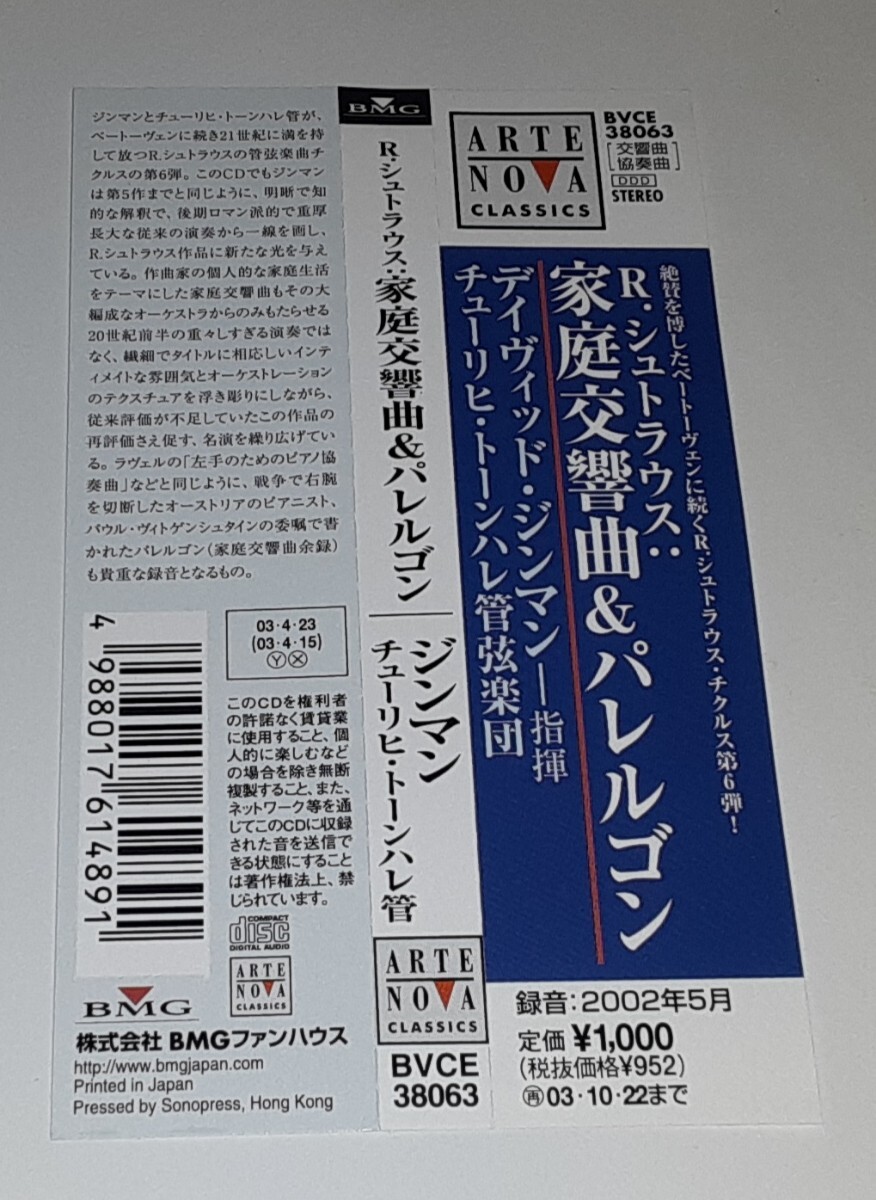 ジンマンとチューリヒ・トーンハレ管が、
ベートーヴェンに続き21世紀に満を持
して放つR.シュトラウスの管弦楽曲チ
クルスの第6弾。このCDでもジンマン
は第5作までと同じように、明晰で知
的な解釈で、後期ロマン派的で重厚
長大な従来の演奏から一線を画し、
R.シュトラウス作品に新たな光を与え
ている。作曲家の個人的な家庭生活
をテーマにした家庭交響曲もその大
編成なオーケストラからのみもたらせる
20世紀前半の重々しすぎる演奏では
なく、繊細でタイトルに相応しいインティ
メイトな雰囲気とオーケストレーション
のテクスチュアを浮き彫りにしながら、
従来評価が不足していたこの作品の
再評価さえ促す、名演を繰り広げてい
る。ラヴェルの「左手のためのピアノ協
奏曲」などと同じように、戦争で右腕
を切断したオーストリアのピアニスト、
パウル・ヴィトゲンシュタインの委嘱で書
かれたパレルゴン（家庭交響曲余録）
も貴重な録音となるもの。
4988017614891
03・4・23
(03・4・15)
Ⓨ Ⓧ
このCDを権利者
の許諾なく賃貸業
に使用すること、個
人的に楽しむなど
の場合を除き無断
複製すること、また、
ネットワーク等を通
じてこのCDに収録
された音を送信で
きる状態にすること
は著作権法上、禁
じられています。
COMPACT
disc
DIGITAL AUDIO
BMG
ARTE
NOVA
CLASSICS
株式会社 BMGファンハウス
http://www.bmgjapan.com
Printed in Japan
Pressed by Sonopress, Hong Kong
BMG
R・シュトラウス：家庭交響曲&パレルゴン
ジンマン
チューリヒ・トーンハレ管
ARTE
NOVA
CLASSICS
BVCE
38063
ARTE
NOVA
CLASSICS
BVCE
38063
[交響曲
協奏曲]
DDD
STEREO
絶賛を博したベートーヴェンに続くR・シュトラウス・チクルス第6弾！
R・シュトラウス：
家庭交響曲&パレルゴン
デイヴィッド・ジンマン―指揮
チューリヒ・トーンハレ管弦楽団
録音：2002年5月
定価 ¥1,000
(税抜価格¥952)
㊞03・10・22まで